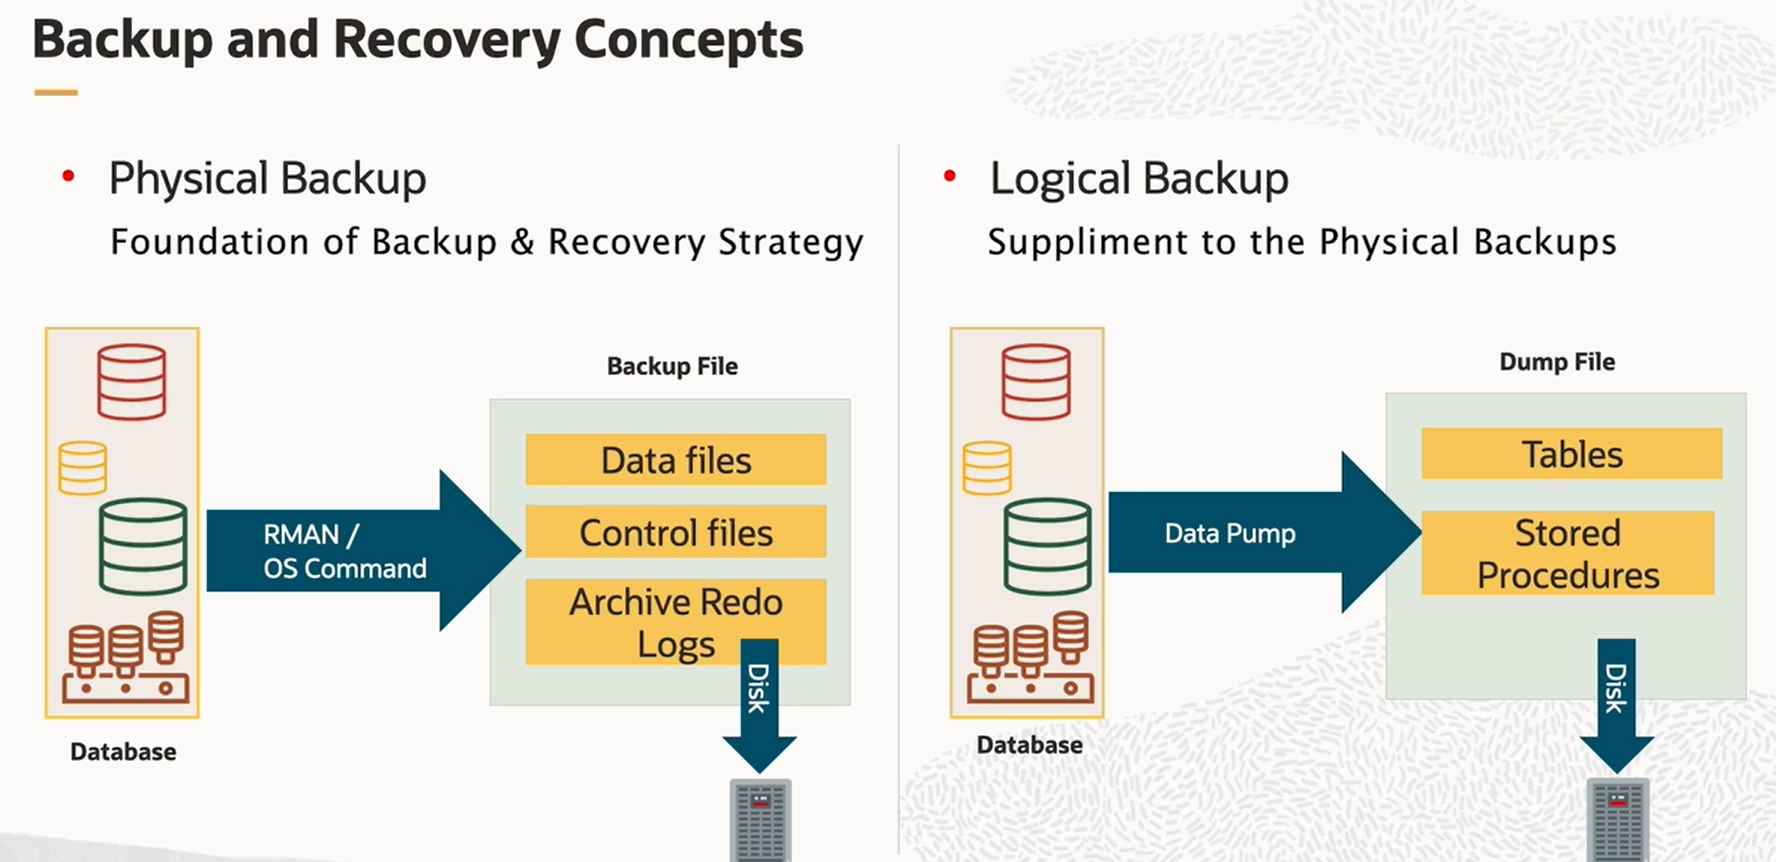 Backup and Recovery Concepts
• Physical Backup
Foundation of Backup & Recovery Strategy
Backup File
Data files
Control files
Archive Redo
Logs
RMAN /
OS Command
Disk
Database
• Logical Backup
Suppliment to the Physical Backups
Dump File
Tables
Stored
Procedures
Data Pump
Disk
Database